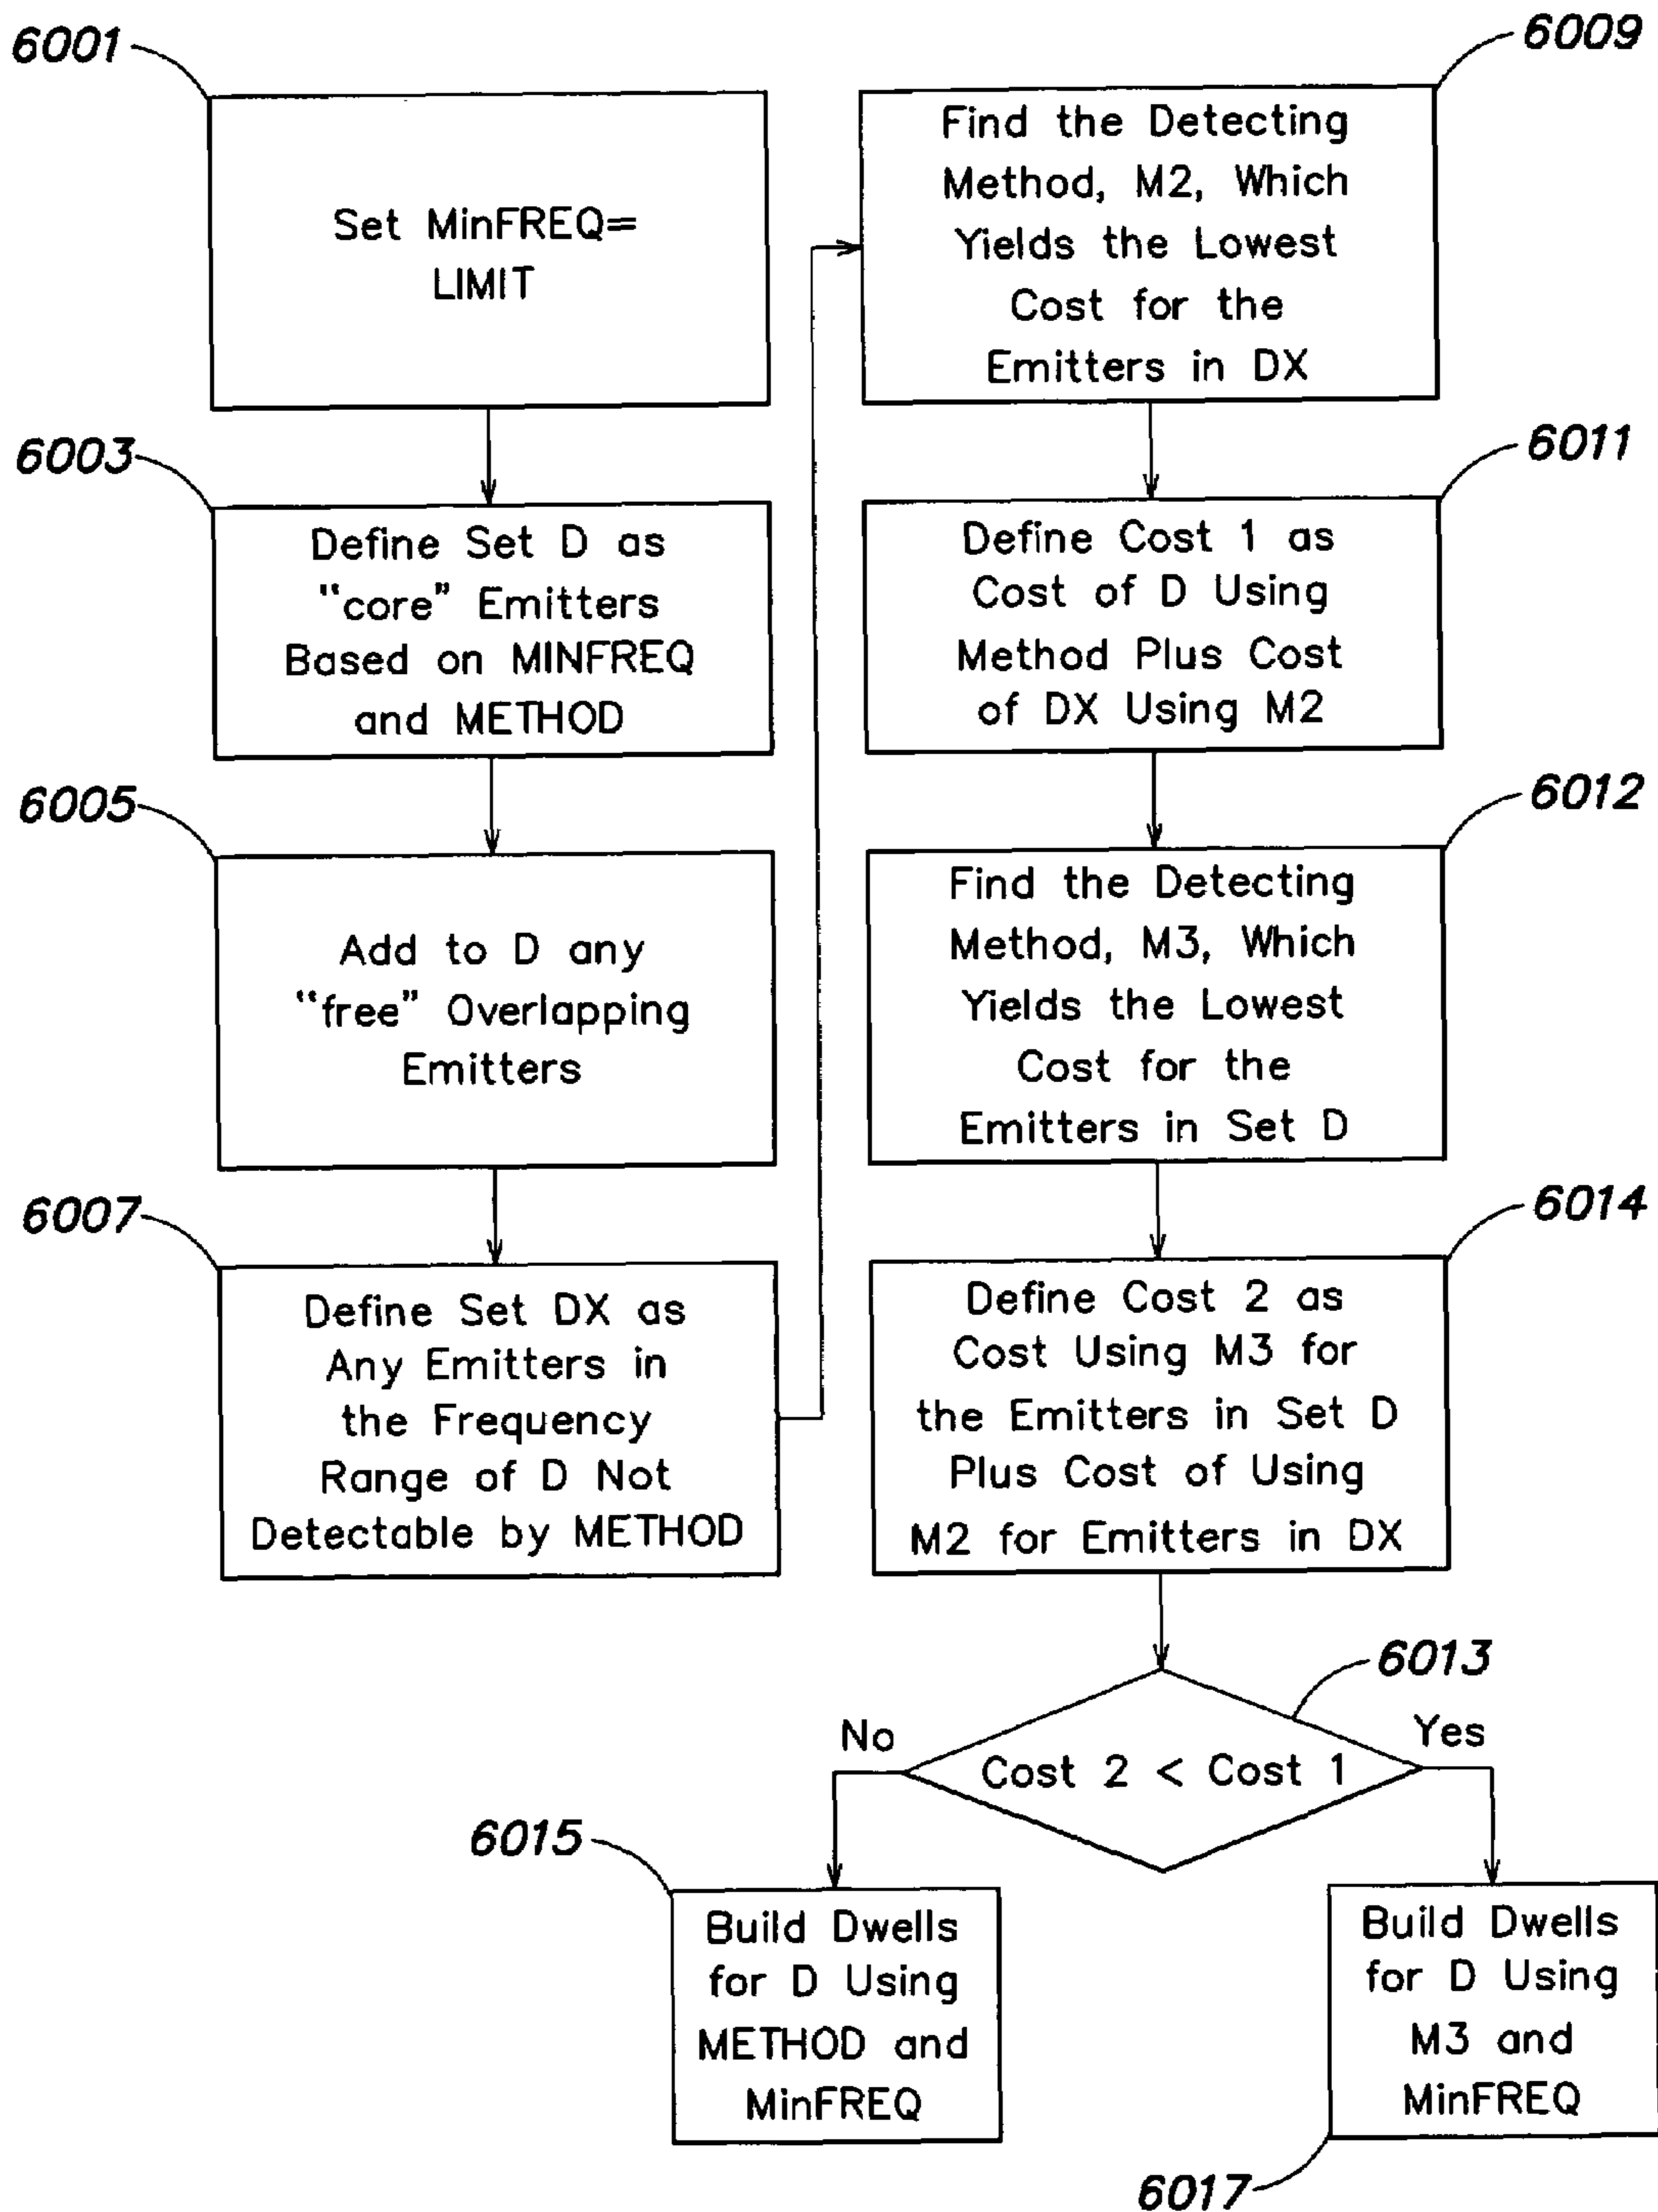 6001
Set MinFREQ=
LIMIT
6003
Define Set D as
"core" Emitters
Based on MINFREQ
and METHOD
6005
Add to D any
"free" Overlapping
Emitters
6007
Define Set DX as
Any Emitters in
the Frequency
Range of D Not
Detectable by METHOD
6009
Find the Detecting
Method, M2, Which
Yields the Lowest
Cost for the
Emitters in DX
6011
Define Cost 1 as
Cost of D Using
Method Plus Cost
of DX Using M2
6012
Find the Detecting
Method, M3, Which
Yields the Lowest
Cost for the
Emitters in Set D
6014
Define Cost 2 as
Cost Using M3 for
the Emitters in Set D
Plus Cost of Using
M2 for Emitters in DX
6013
No
Cost 2 < Cost 1
Yes
6015
Build Dwells
for D Using
METHOD and
MinFREQ
Build Dwells
for D Using
M3 and
MinFREQ
6017